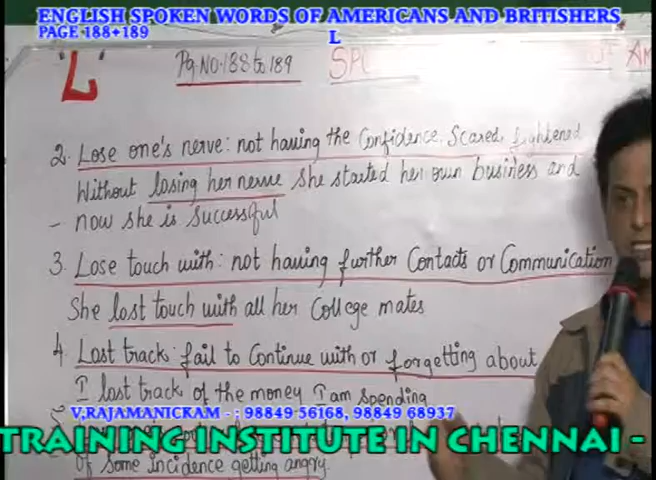 ENGLISH SPOKEN WORDS OF AMERICANS AND BRITISHERS
PAGE 188+189
L
"L" Pg.No.188 to 189
2. Lose one's nerve: not having the Confidence. Scared, frightened
Without losing her nerve She started her own business and
- now she is successful
3. Lose touch with: not having further Contacts or Communication
She lost touch with all her College mates
4. Lost track: fail to Continue with or forgetting about
I lost track of the money I am spending
5
V,RAJAMANICKAM - : 98849 56168, 98849 68937
TRAINING INSTITUTE IN CHENNAI -
Of Some incidence getting angry.